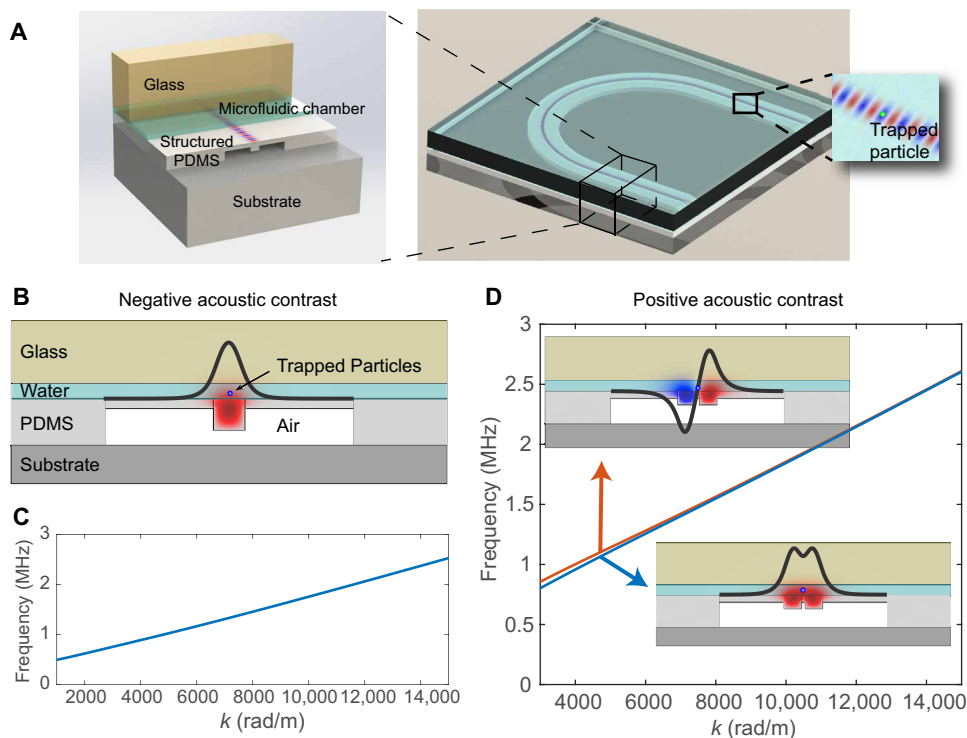 A
Glass
Microfluidic chamber
Structured
PDMS
Substrate
Trapped
particle
B
Negative acoustic contrast
Glass
Trapped Particles
Water
PDMS
Air
Substrate
C
Frequency (MHz)
3
2
1
0
2000 4000 6000 8000 10,000 12,000 14,000
k (rad/m)
D
Positive acoustic contrast
Frequency (MHz)
3
2.5
2
1.5
1
0.5
0
4000 6000 8000 10,000 12,000 14,000
k (rad/m)